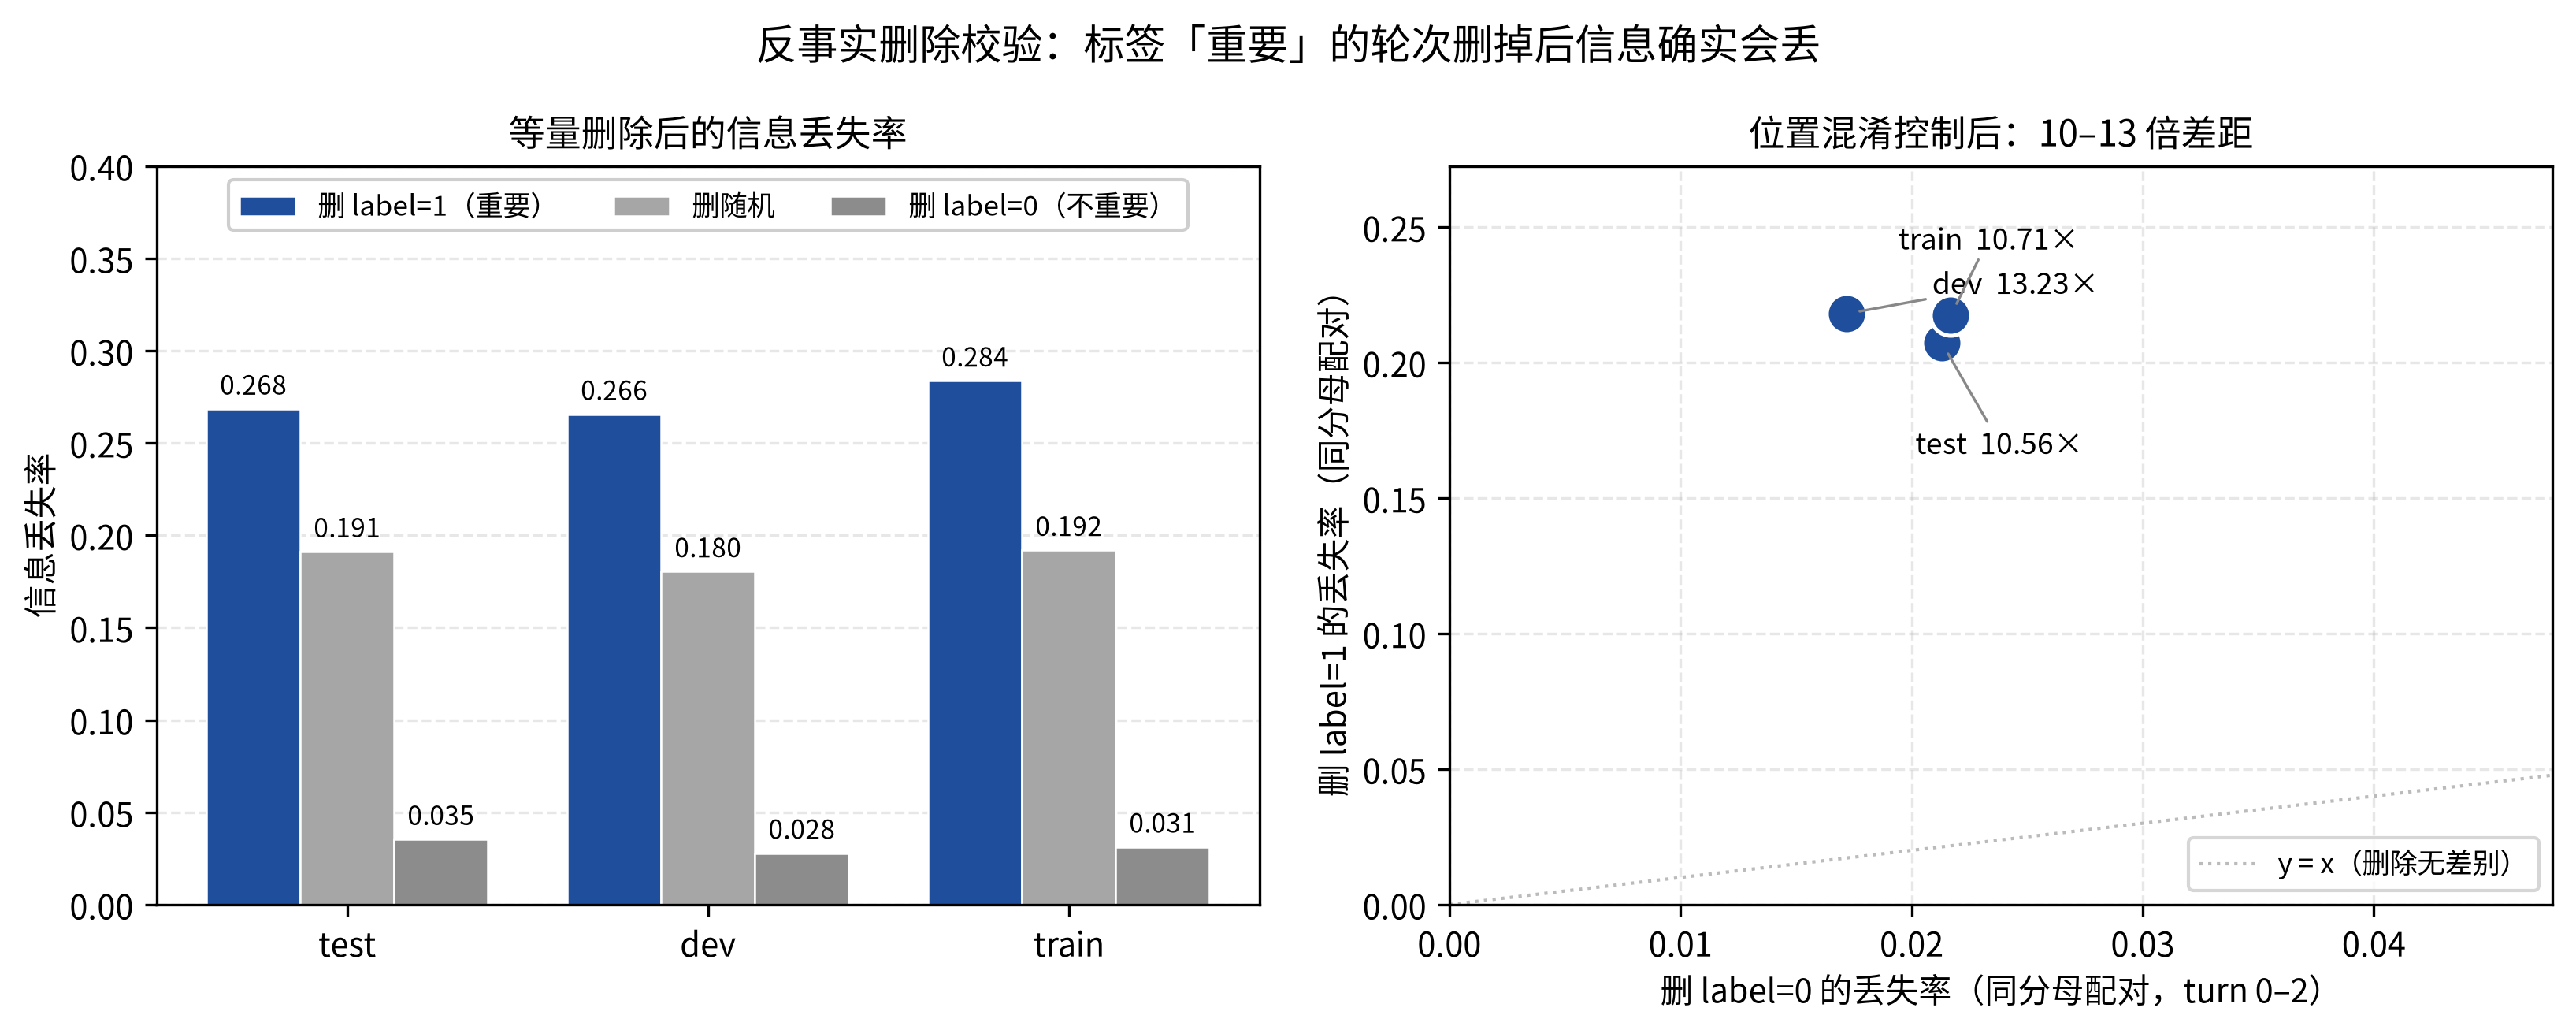 反事实删除校验：标签「重要」的轮次删掉后信息确实会丢
等量删除后的信息丢失率
信息丢失率
0.40
0.35
0.30
0.25
0.20
0.15
0.10
0.05
0.00
删 label=1（重要）
删随机
删 label=0（不重要）
0.268
0.191
0.035
0.266
0.180
0.028
0.284
0.192
0.031
test
dev
train
位置混淆控制后：10–13 倍差距
删 label=1 的丢失率（同分母配对）
0.25
0.20
0.15
0.10
0.05
0.00
train 10.71×
dev 13.23×
test 10.56×
y = x（删除无差别）
0.00
0.01
0.02
0.03
0.04
删 label=0 的丢失率（同分母配对，turn 0–2）